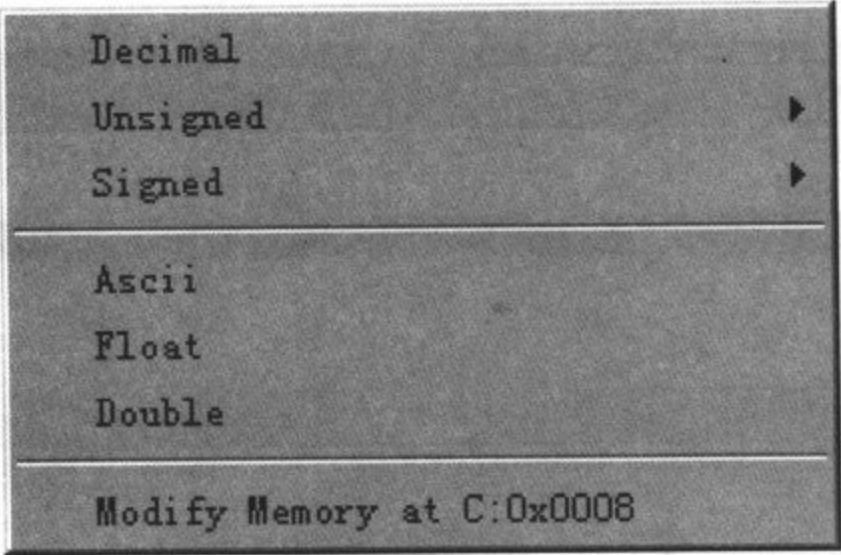 Decimal
Unsigned
Signed
Ascii
Float
Double
Modify Memory at C:0x0008